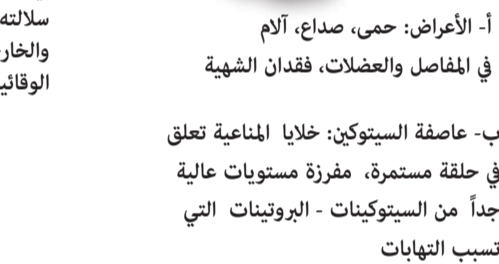 أ- الأعراض: حمى، صداع، آلام
في المفاصل والعضلات، فقدان الشهية
ب- عاصفة السيتوكين: خلايا المناعية تعلق
في حلقة مستمرة، مفرزة مستويات عالية
جداً من السيتوكينات - البروتينات التي
تسبب التهابات
سلالته
والخار
الوقائي